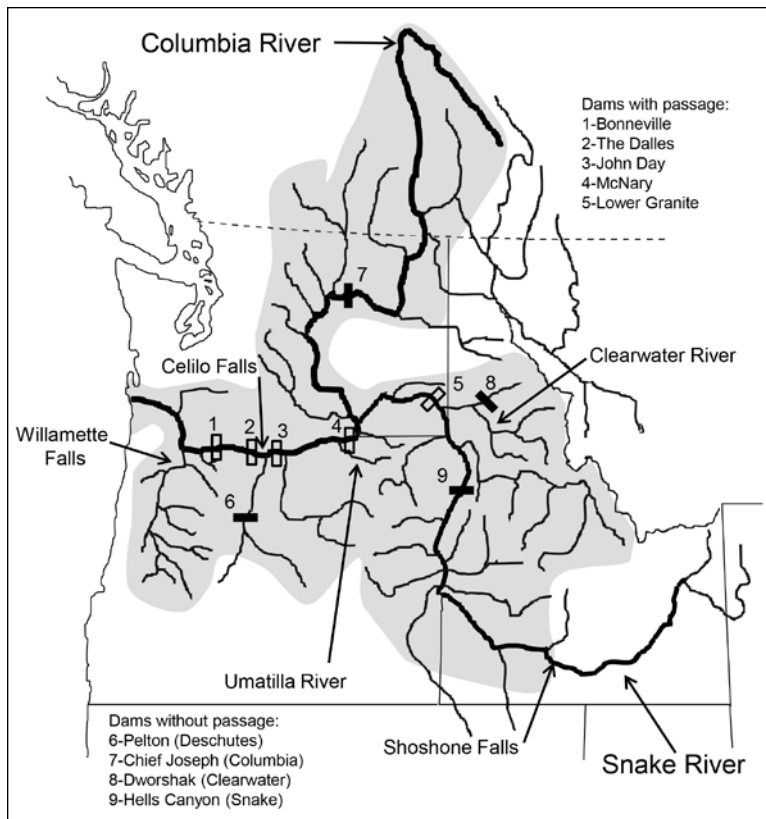 Columbia River
Dams with passage:
1-Bonneville
2-The Dalles
3-John Day
4-McNary
5-Lower Granite
7
Celilo Falls
Clearwater River
5
8
Willamette
Falls
1
2
3
4
9
6
Umatilla River
Dams without passage:
6-Pelton (Deschutes)
7-Chief Joseph (Columbia)
8-Dworshak (Clearwater)
9-Hells Canyon (Snake)
Shoshone Falls
Snake River